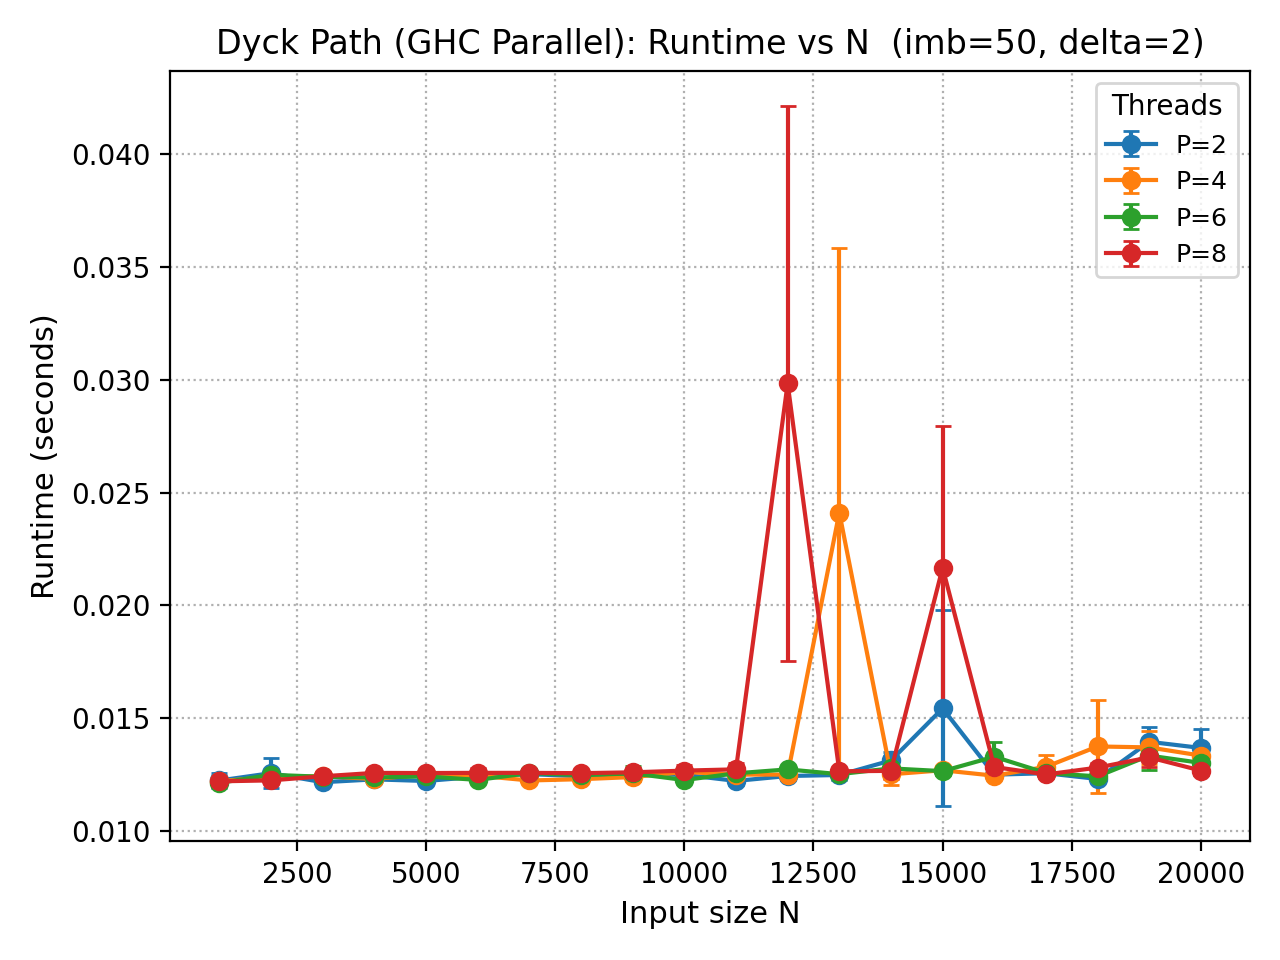 Dyck Path (GHC Parallel): Runtime vs N  (imb=50, delta=2)
Threads
P=2
P=4
P=6
P=8
Runtime (seconds)
0.040
0.035
0.030
0.025
0.020
0.015
0.010
2500 5000 7500 10000 12500 15000 17500 20000
Input size N